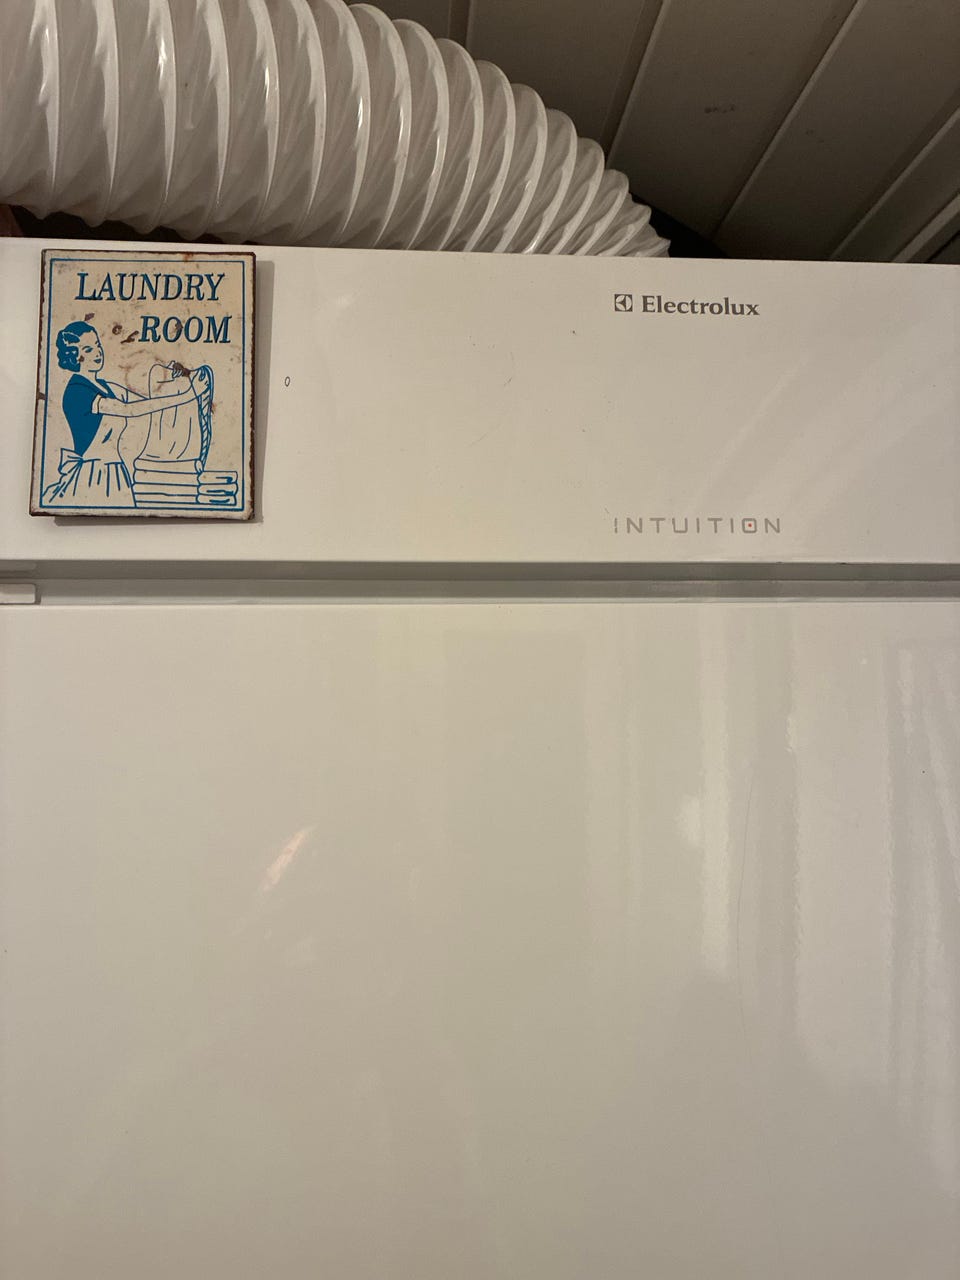 LAUNDRY
ROOM
Electrolux
INTUITION